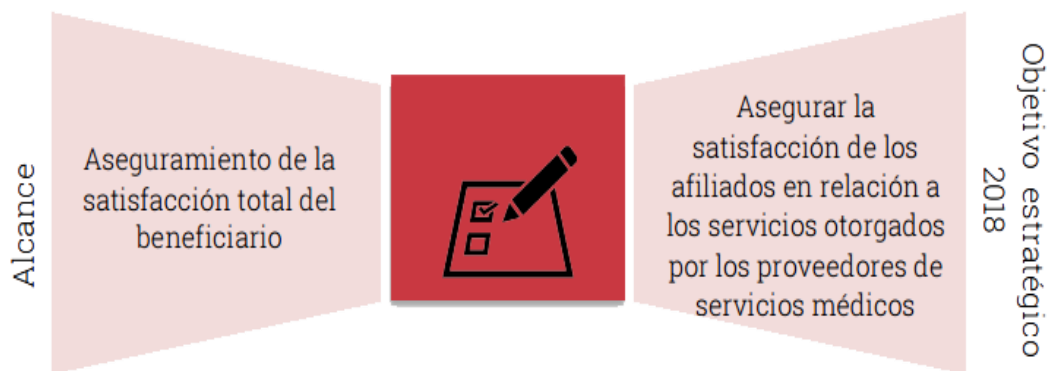 Alcance
Aseguramiento de la
satisfacción total del
beneficiario
Asegurar la
satisfacción de los
afiliados en relación a
los servicios otorgados
por los proveedores de
servicios médicos
Objetivo estratégico
2018